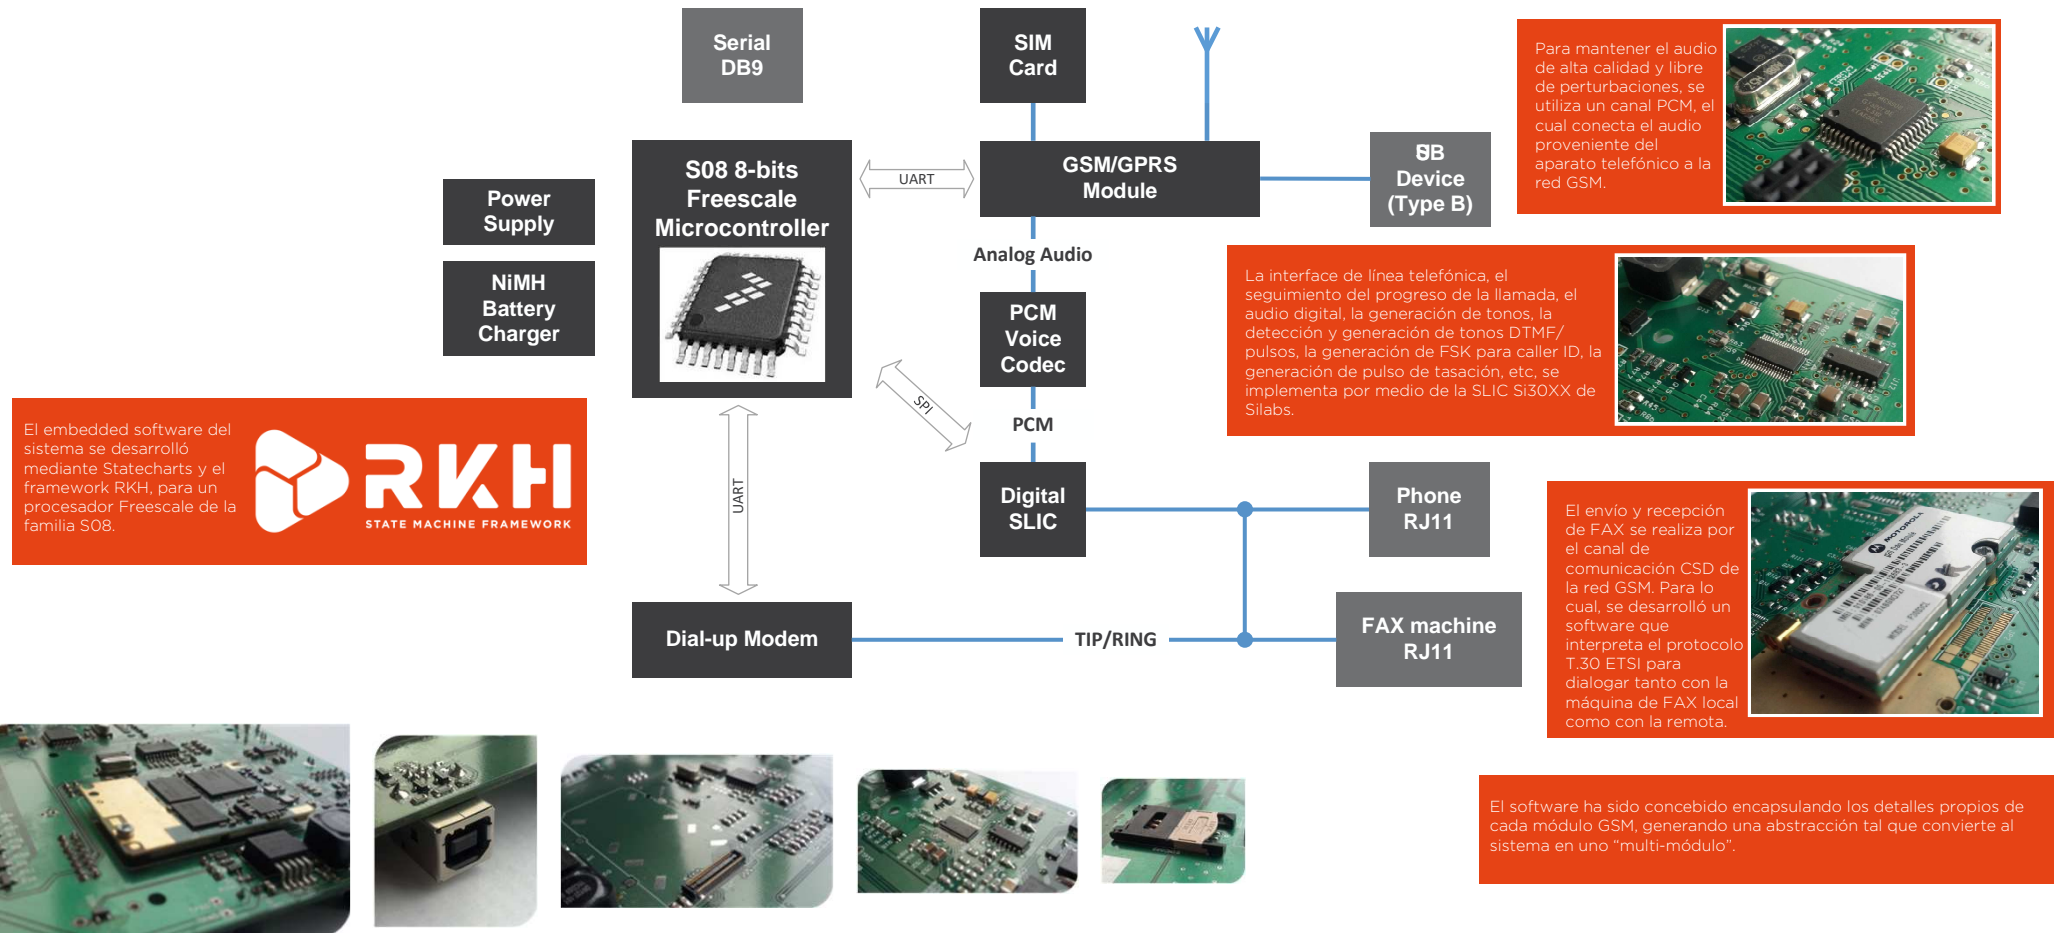 Serial
DB9
SIM
Card
S08 8-bits
Freescale
Microcontroller
UART
GSM/GPRS
Module
USB
Device
(Type B)
Power
Supply
NiMH
Battery
Charger
Analog Audio
PCM
Voice
Codec
SPI
PCM
UART
Digital
SLIC
Phone
RJ11
Dial-up Modem
TIP/RING
FAX machine
RJ11
Para mantener el audio
de alta calidad y libre
de perturbaciones, se
utiliza un canal PCM, el
cual conecta el audio
proveniente del
aparato telefónico a la
red GSM.
La interface de línea telefónica, el
seguimiento del progreso de la llamada, el
audio digital, la generación de tonos, la
detección y generación de tonos DTMF/
pulsos, la generación de FSK para caller ID, la
generación de pulso de tasación, etc, se
implementa por medio de la SLIC Si30XX de
Silabs.
El embedded software del
sistema se desarrolló
mediante Statecharts y el
framework RKH, para un
procesador Freescale de la
familia S08.
RKH
STATE MACHINE FRAMEWORK
El envío y recepción
de FAX se realiza por
el canal de
comunicación CSD de
la red GSM. Para lo
cual, se desarrolló un
software que
interpreta el protocolo
T.30 ETSI para
dialogar tanto con la
máquina de FAX local
como con la remota.
MOTOROLA
OK
El software ha sido concebido encapsulando los detalles propios de
cada módulo GSM, generando una abstracción tal que convierte al
sistema en uno “multi-módulo”.